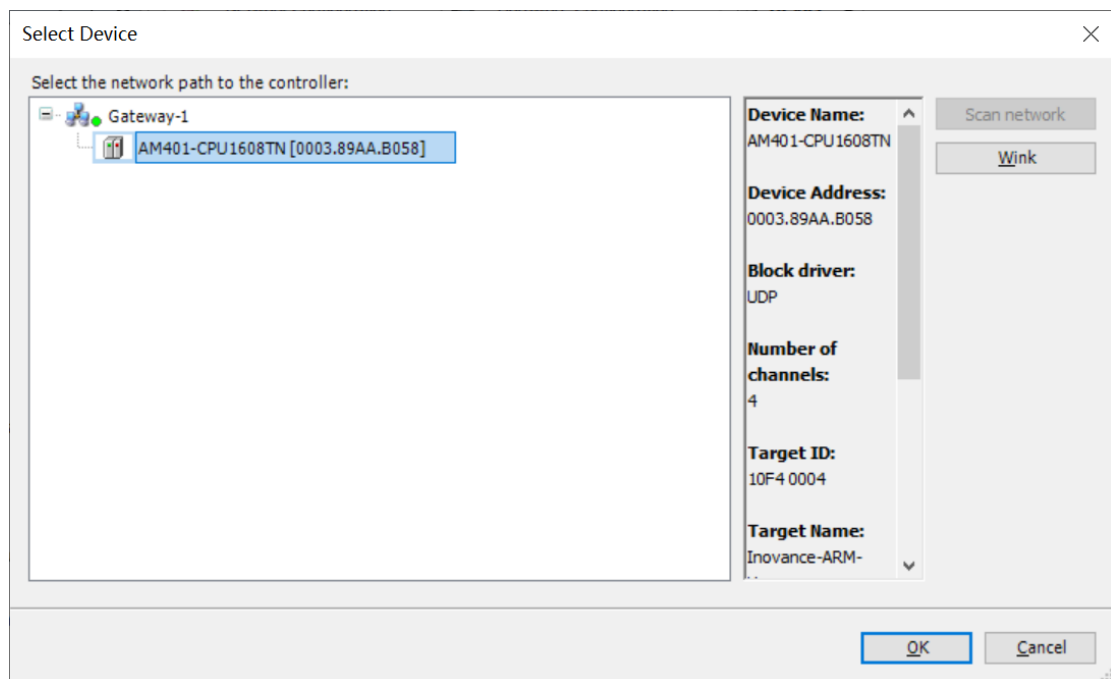 Select Device
Select the network path to the controller:
Gateway-1
AM401-CPU1608TN [0003.89AA.B058]
Device Name:
AM401-CPU1608TN
Device Address:
0003.89AA.B058
Block driver:
UDP
Number of
channels:
4
Target ID:
10F4 0004
Target Name:
Inovance-ARM-
Scan network
Wink
OK
Cancel